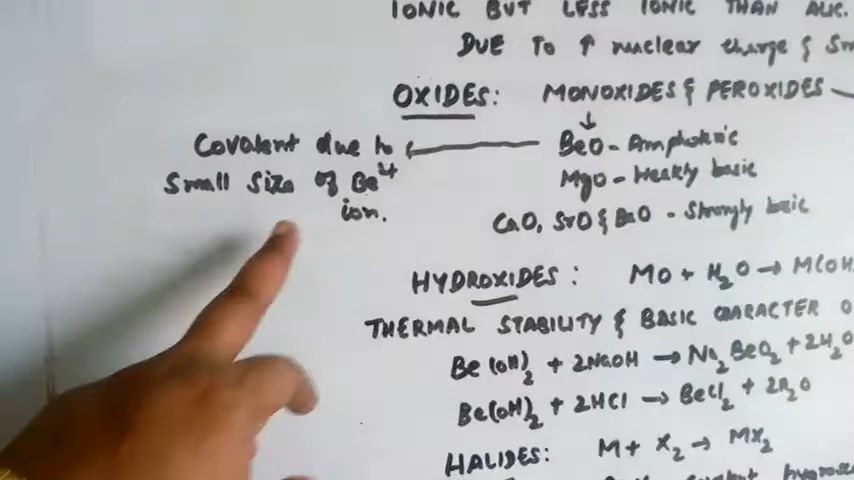 IONIC BUT LESS IONIC THAN ALK.
DUE TO ↑ nuclear charge & Sm
OXIDES: MONOXIDES & PEROXIDES
Covalent due to BeO - Amphoteric
Small Size of Be²⁺ MgO - Weakly basic
ion. CaO, SrO & BaO - Strongly basic
HYDROXIDES: MO + H₂O → M(OH
THERMAL STABILITY & BASIC CHARACTER O
Be(OH)₂ + 2NaOH → Na₂BeO₂ + 2H₂O
Be(OH)₂ + 2HCl → BeCl₂ + 2H₂O
HALIDES: M + X₂ → MX₂